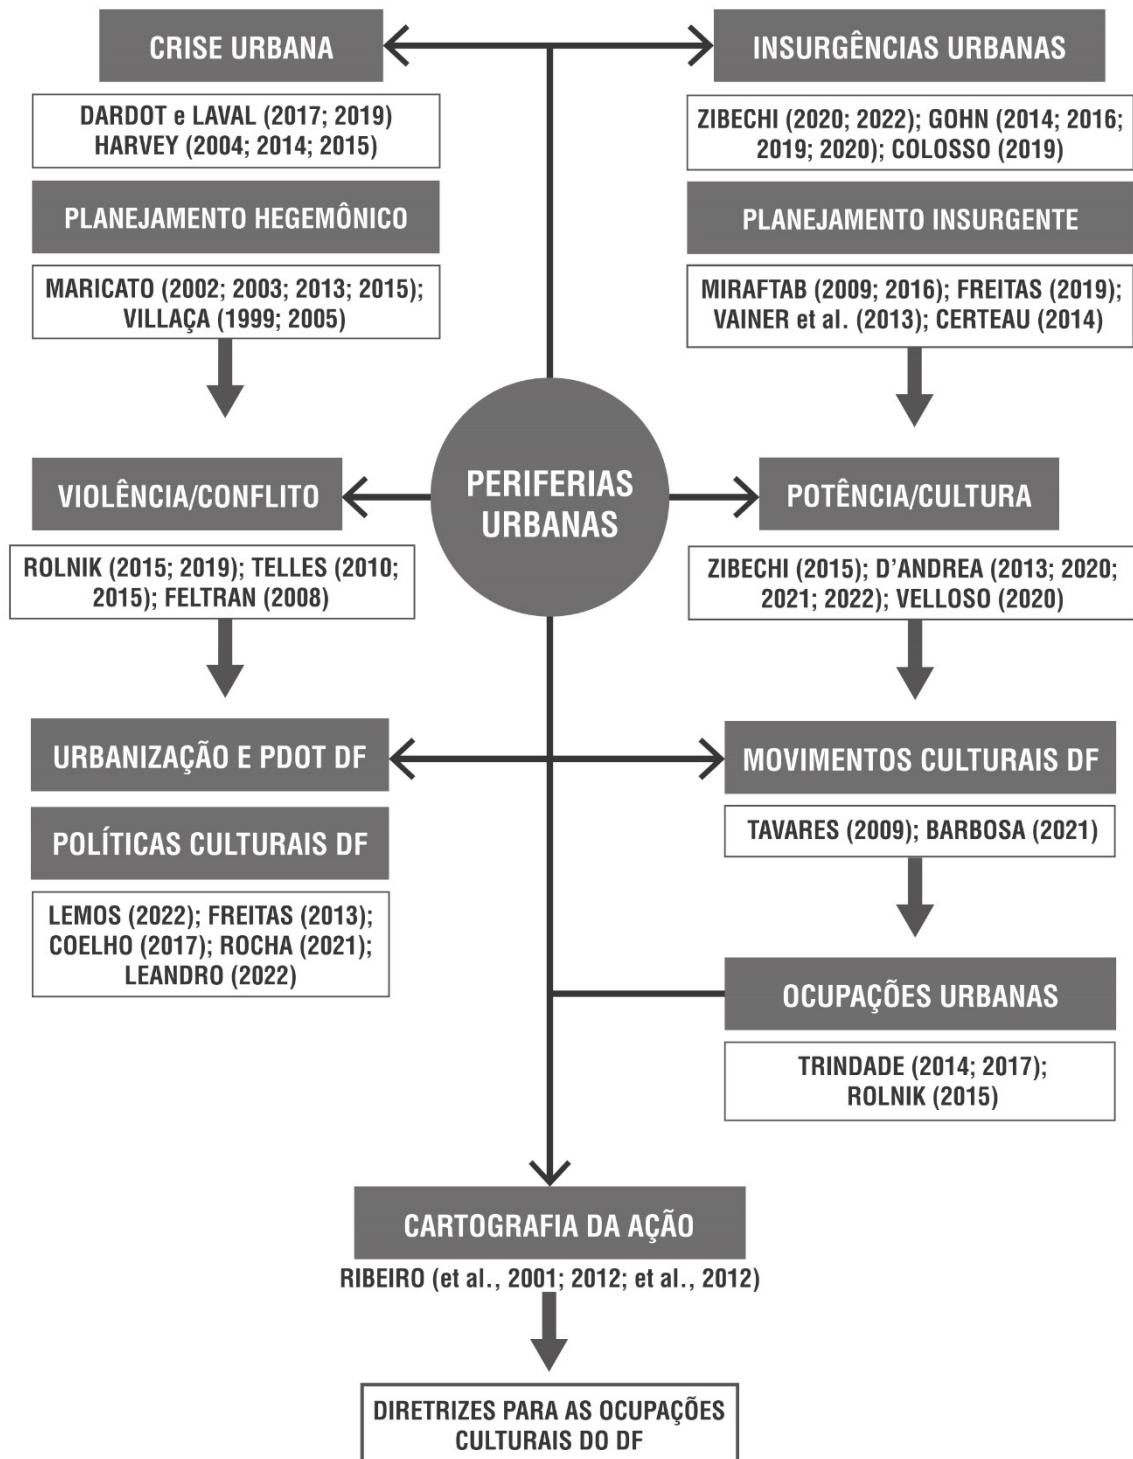 CRISE URBANA
INSURGÊNCIAS URBANAS
DARDOT e LAVAL (2017; 2019)
HARVEY (2004; 2014; 2015)
ZIBECHI (2020; 2022); GOHN (2014; 2016;
2019; 2020); COLOSSO (2019)
PLANEJAMENTO HEGEMÔNICO
PLANEJAMENTO INSURGENTE
MARICATO (2002; 2003; 2013; 2015);
VILLAÇA (1999; 2005)
MIRAFTAB (2009; 2016); FREITAS (2019);
VAINER et al. (2013); CERTEAU (2014)
PERIFERIAS
URBANAS
VIOLÊNCIA/CONFLITO
POTÊNCIA/CULTURA
ROLNIK (2015; 2019); TELLES (2010;
2015); FELTRAN (2008)
ZIBECHI (2015); D’ANDREA (2013; 2020;
2021; 2022); VELLOSO (2020)
URBANIZAÇÃO E PDOT DF
MOVIMENTOS CULTURAIS DF
POLÍTICAS CULTURAIS DF
TAVARES (2009); BARBOSA (2021)
LEMOS (2022); FREITAS (2013);
COELHO (2017); ROCHA (2021);
LEANDRO (2022)
OCUPAÇÕES URBANAS
TRINDADE (2014; 2017);
ROLNIK (2015)
CARTOGRAFIA DA AÇÃO
RIBEIRO (et al., 2001; 2012; et al., 2012)
DIRETRIZES PARA AS OCUPAÇÕES
CULTURAIS DO DF